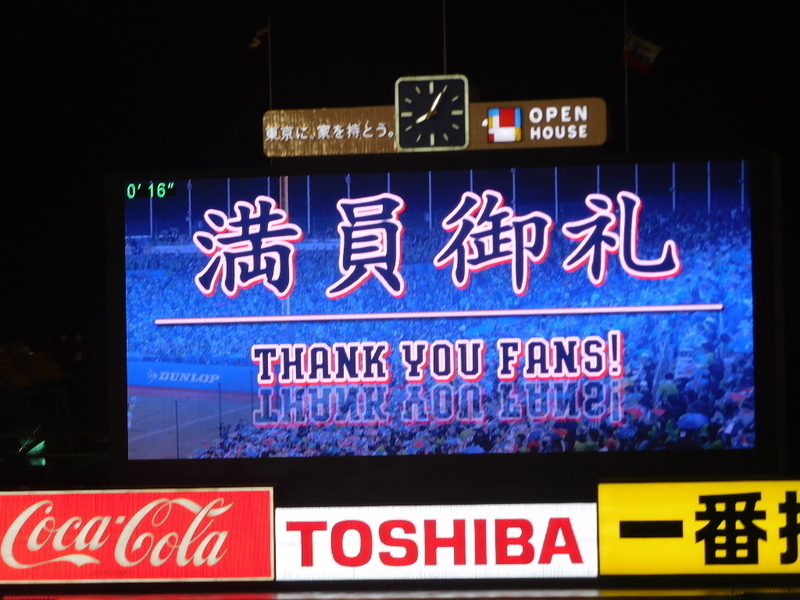 東京に、家を持とう。
OPEN
HOUSE
0' 16"
満員御礼
THANK YOU FANS!
DUNLOP
Coca-Cola
TOSHIBA
一番